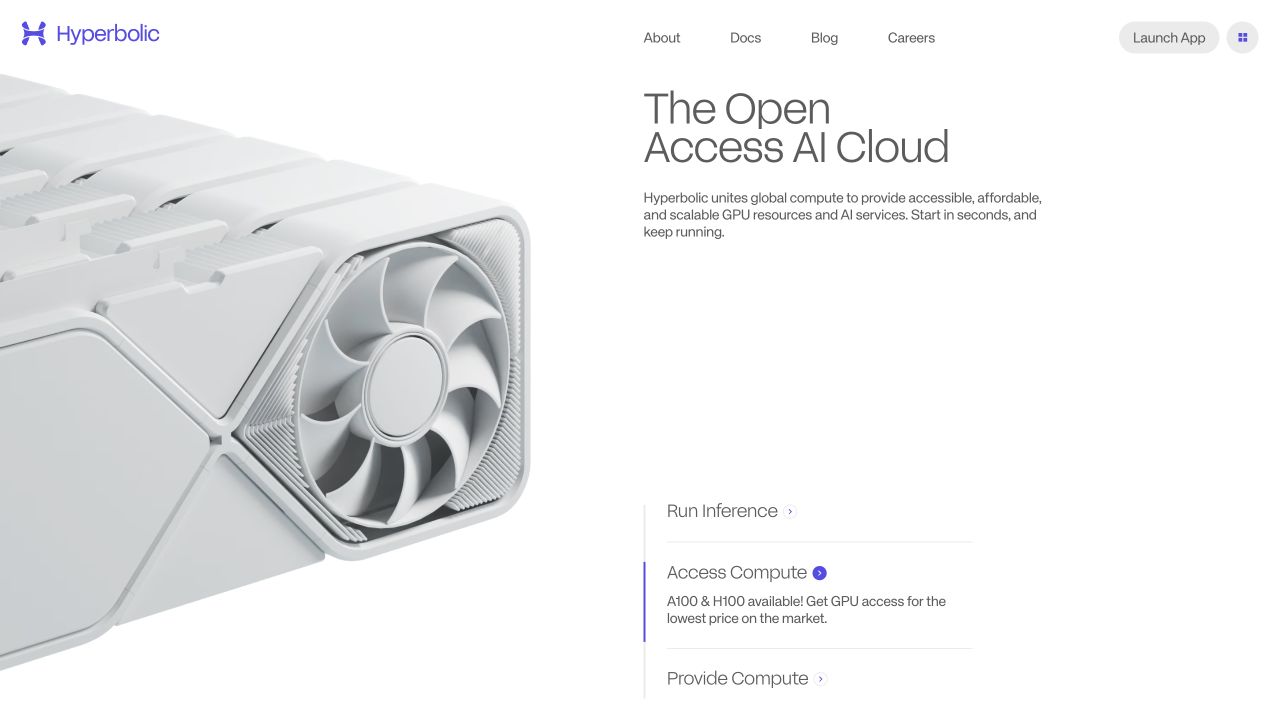 Hyperbolic
About
Docs
Blog
Careers
Launch App
The Open
Access AI Cloud
Hyperbolic unites global compute to provide accessible, affordable,
and scalable GPU resources and AI services. Start in seconds, and
keep running.
Run Inference
Access Compute
A100 & H100 available! Get GPU access for the
lowest price on the market.
Provide Compute